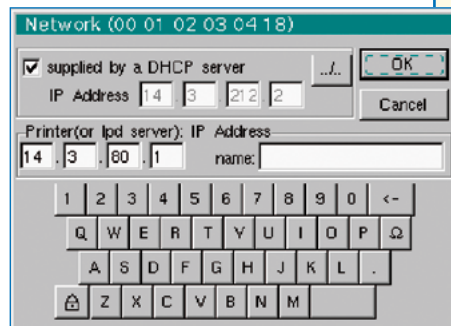 Network (00 01 02 03 04 18)
supplied by a DHCP server
../..
OK
IP Address 14 . 3 . 212 . 2
Cancel
Printer(or lpd server): IP Address
14 . 3 . 80 . 1 name:
1 2 3 4 5 6 7 8 9 0 <-
Q W E R T Y U I O P Ω
A S D F G H J K L .
Z X C V B N M